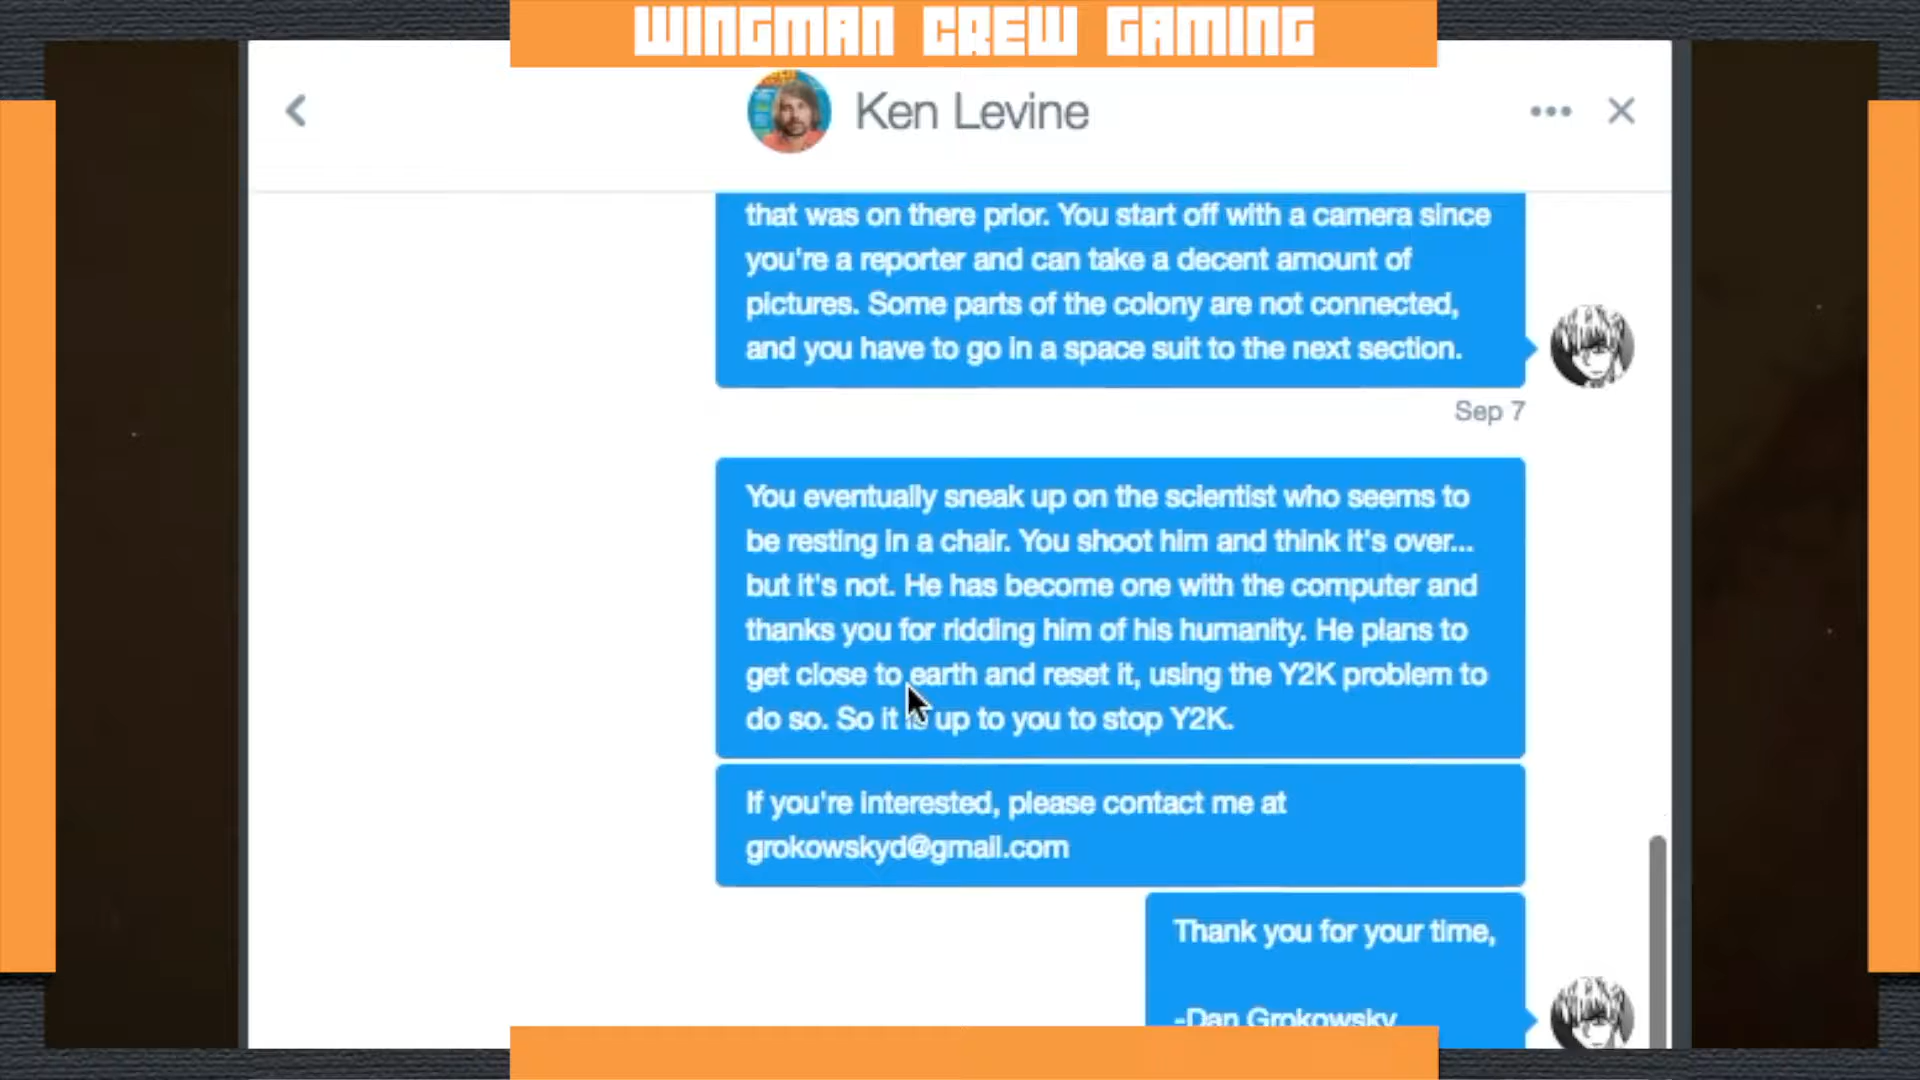 WINGMAN CREW GAMING
Ken Levine
that was on there prior. You start off with a camera since
you're a reporter and can take a decent amount of
pictures. Some parts of the colony are not connected,
and you have to go in a space suit to the next section.
Sep 7
You eventually sneak up on the scientist who seems to
be resting in a chair. You shoot him and think it's over...
but it's not. He has become one with the computer and
thanks you for ridding him of his humanity. He plans to
get close to earth and reset it, using the Y2K problem to
do so. So it is up to you to stop Y2K.
If you're interested, please contact me at
grokowskyd@gmail.com
Thank you for your time,
-Dan Grokowsky